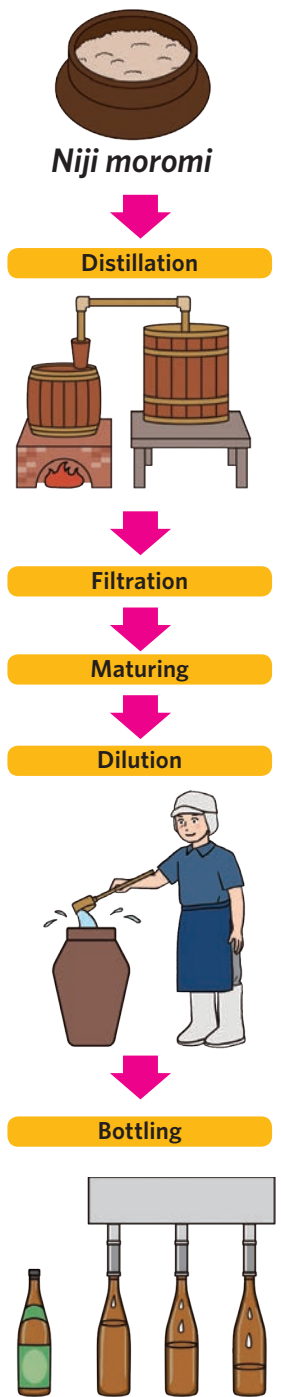 Niji moromi
Distillation
Filtration
Maturing
Dilution
Bottling